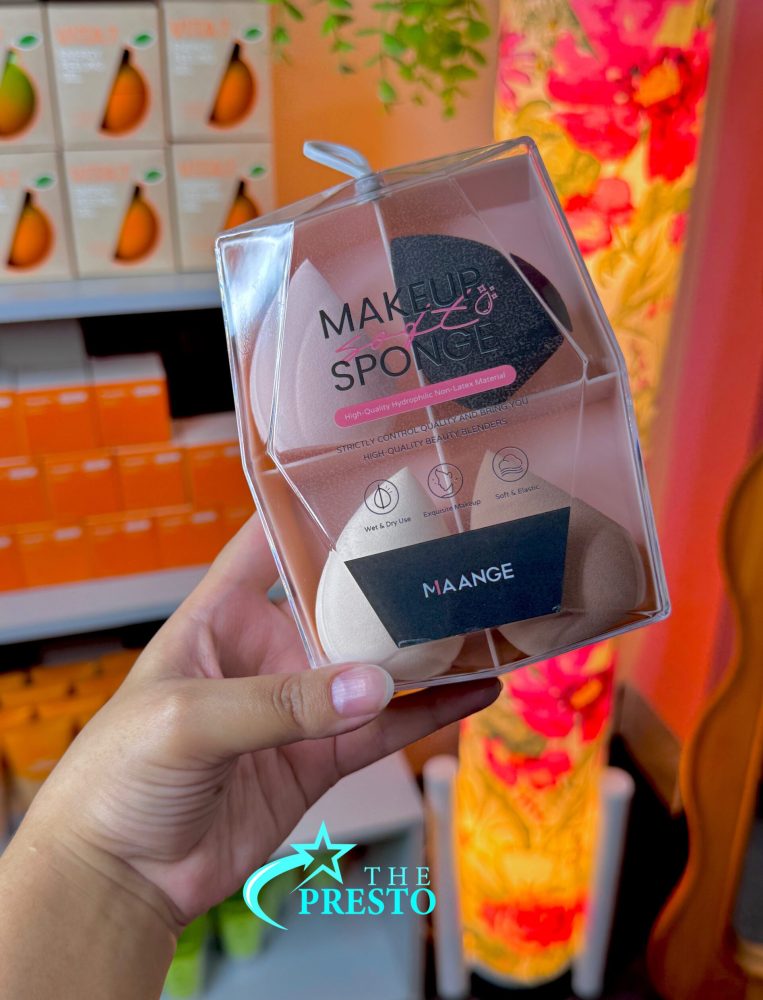 MAKEUP
soft
SPONGE
High-Quality Hydrophilic Non-Latex Material
STRICTLY CONTROL QUALITY AND BRING YOU
HIGH-QUALITY BEAUTY BLENDERS
Wet & Dry Use
Exquisite Makeup
Soft & Elastic
MAANGE
THE
PRESTO